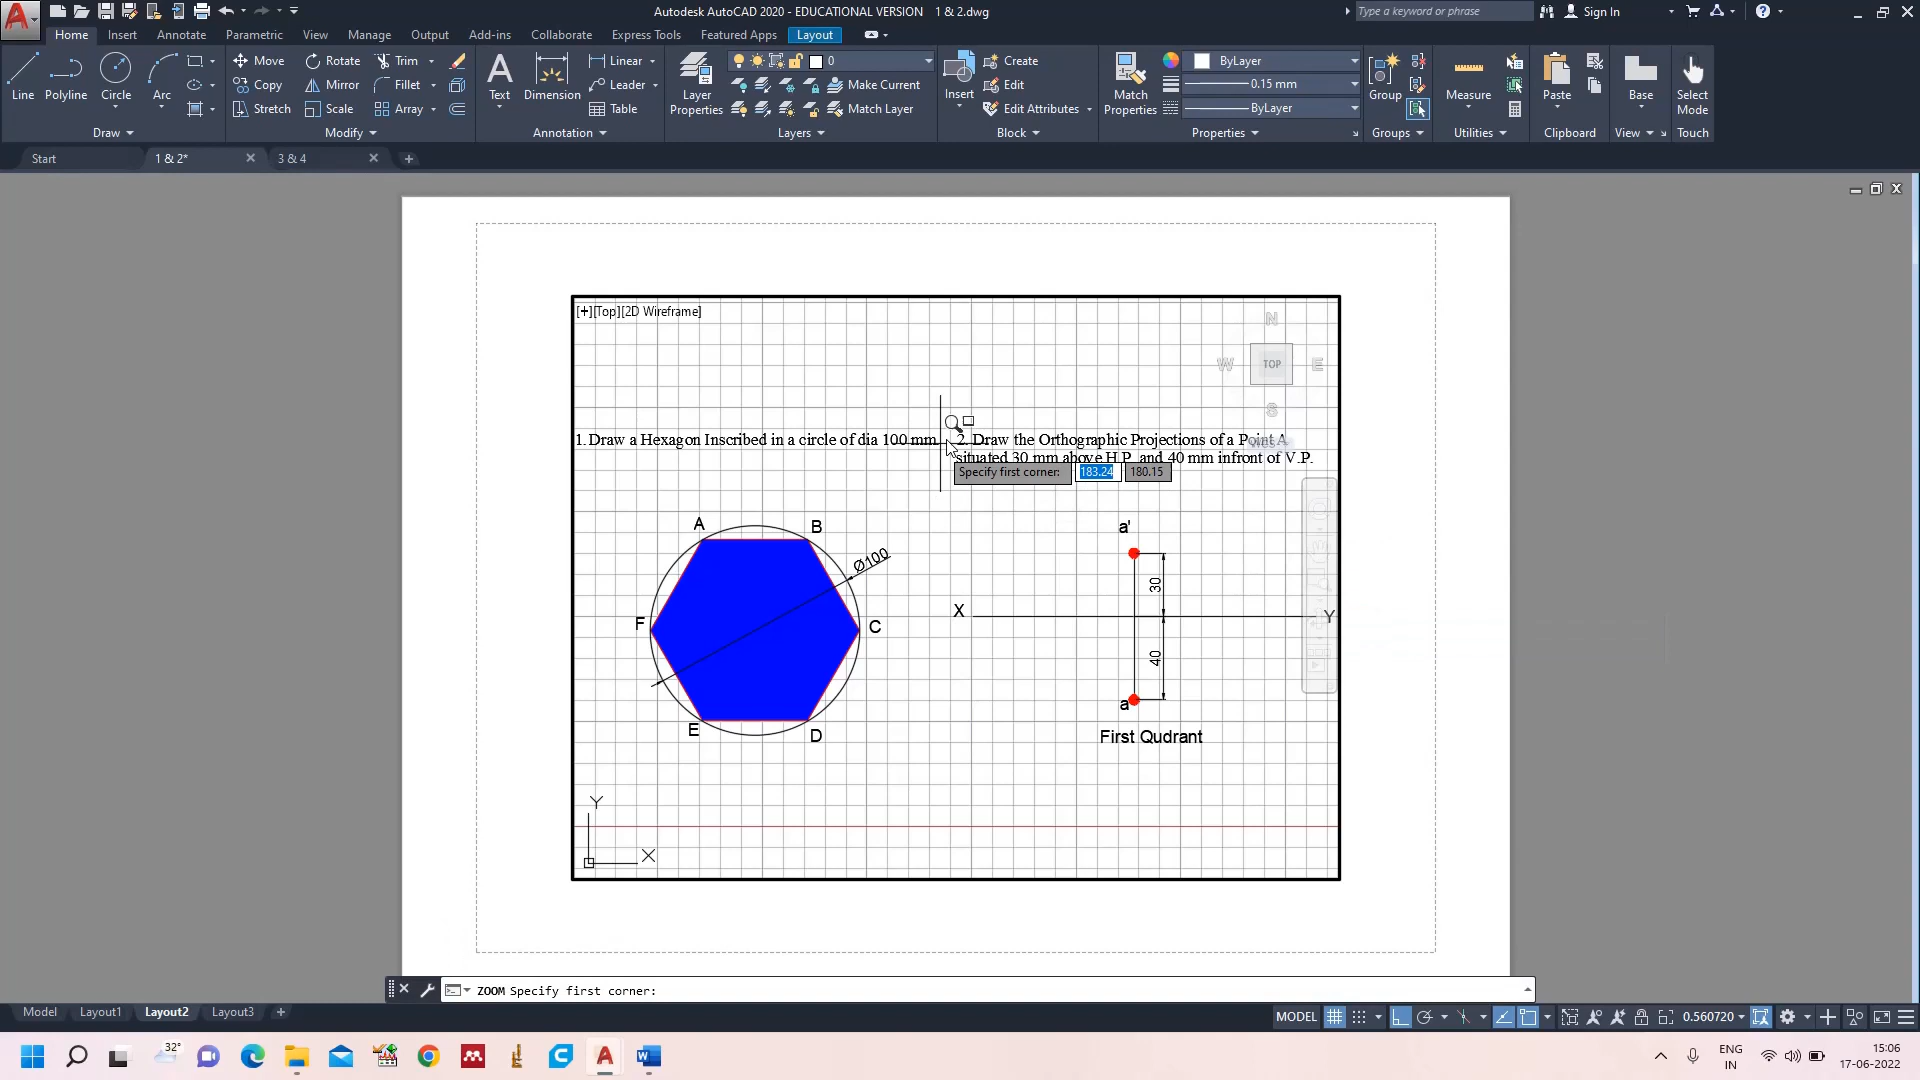 Autodesk AutoCAD 2020 - EDUCATIONAL VERSION 1 & 2.dwg
Type a keyword or phrase
Sign In
Home Insert Annotate Parametric View Manage Output Add-ins Collaborate Express Tools Featured Apps Layout
Line Polyline Circle Arc
Move Rotate Trim
Copy Mirror Fillet
Stretch Scale Array
Text Dimension
Linear
Leader
Table
Layer Properties
0
Make Current
Match Layer
Insert
Create
Edit
Edit Attributes
Match Properties
ByLayer
0.15 mm
ByLayer
Group
Measure
Paste
Base
Select Mode
Draw Modify Annotation Layers Block Properties Groups Utilities Clipboard View Touch
Start 1 & 2* 3 & 4
[+][Top][2D Wireframe]
N
W TOP E
S
1. Draw a Hexagon Inscribed in a circle of dia 100 mm
2. Draw the Orthographic Projections of a Point A
situated 30 mm above H.P. and 40 mm infront of V.P.
Specify first corner: 183.24 180.15
A B
Ø100
F C
E D
a'
30
X Y
40
a
First Qudrant
Y
X
ZOOM Specify first corner:
Model Layout1 Layout2 Layout3
MODEL 0.560720
32°
ENG
IN
15:06
17-06-2022